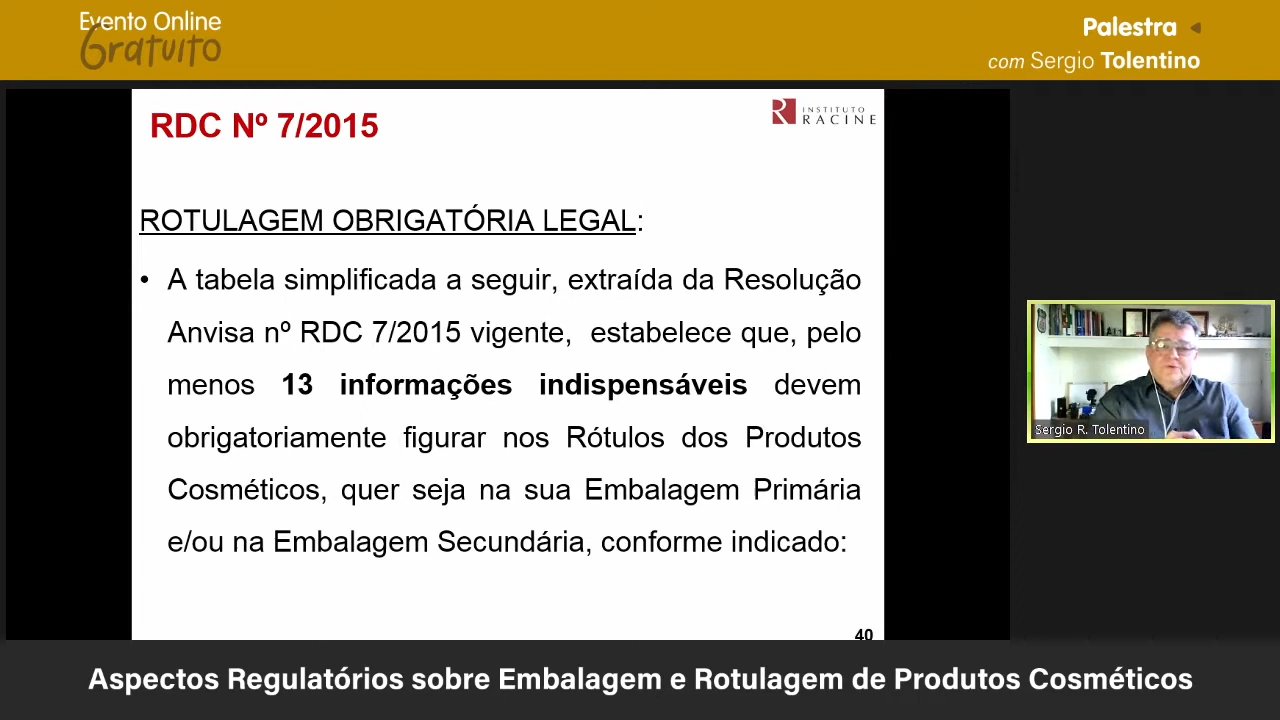 Evento Online
Gratuito
Palestra
com Sergio Tolentino
RDC Nº 7/2015
INSTITUTO
RACINE
ROTULAGEM OBRIGATÓRIA LEGAL:
• A tabela simplificada a seguir, extraída da Resolução
Anvisa nº RDC 7/2015 vigente, estabelece que, pelo
menos 13 informações indispensáveis devem
obrigatoriamente figurar nos Rótulos dos Produtos
Cosméticos, quer seja na sua Embalagem Primária
e/ou na Embalagem Secundária, conforme indicado:
40
Sergio R. Tolentino
Aspectos Regulatórios sobre Embalagem e Rotulagem de Produtos Cosméticos